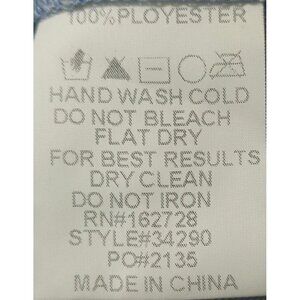 100%PLOYESTER
HAND WASH COLD
DO NOT BLEACH
FLAT DRY
FOR BEST RESULTS
DRY CLEAN
DO NOT IRON
RN#162728
STYLE#34290
PO#2135
MADE IN CHINA